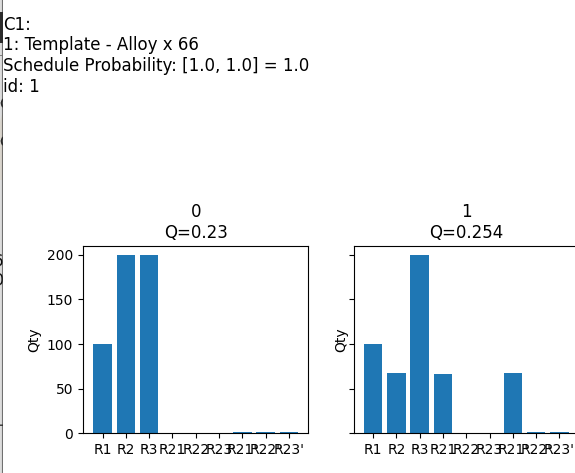 C1:
1: Template - Alloy x 66
Schedule Probability: [1.0, 1.0] = 1.0
id: 1
0
Q=0.23
1
Q=0.254
200
150
100
50
0
Qty
Qty
R1 R2 R3 R21 R22 R23 R21' R22' R23'
R1 R2 R3 R21 R22 R23 R21' R22' R23'